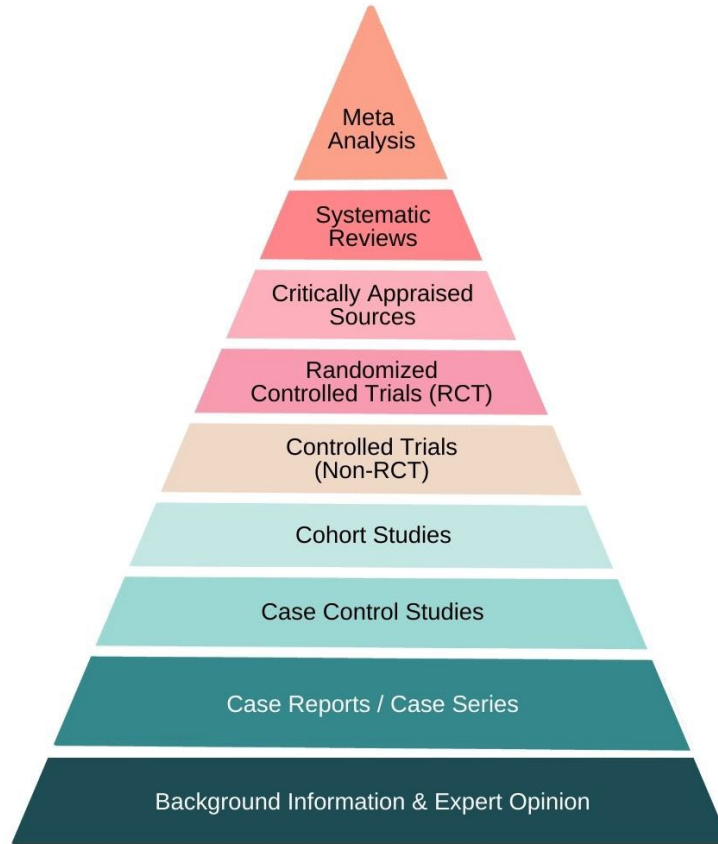 Meta
Analysis
Systematic
Reviews
Critically Appraised
Sources
Randomized
Controlled Trials (RCT)
Controlled Trials
(Non-RCT)
Cohort Studies
Case Control Studies
Case Reports / Case Series
Background Information & Expert Opinion